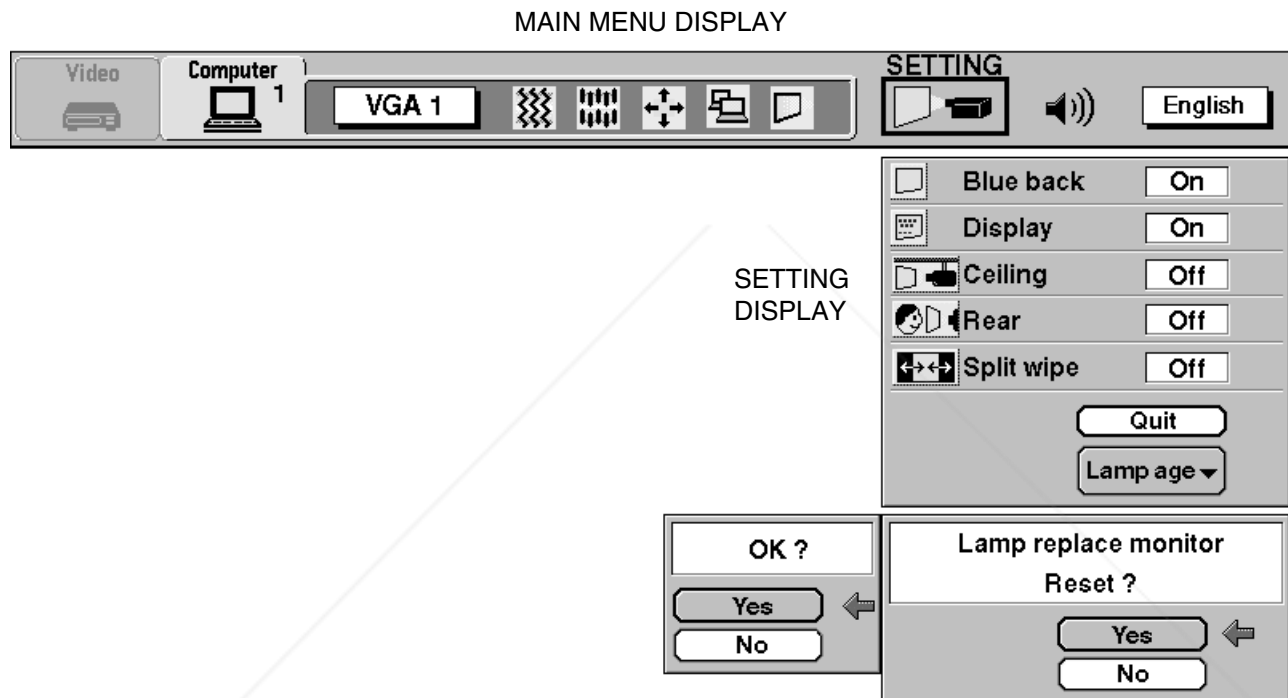 MAIN MENU DISPLAY
SETTING
Video
Computer
1
VGA 1
English
Blue back On
Display On
SETTING
DISPLAY
Ceiling Off
Rear Off
Split wipe Off
Quit
Lamp age
OK ?
Yes
No
Lamp replace monitor
Reset ?
Yes
No